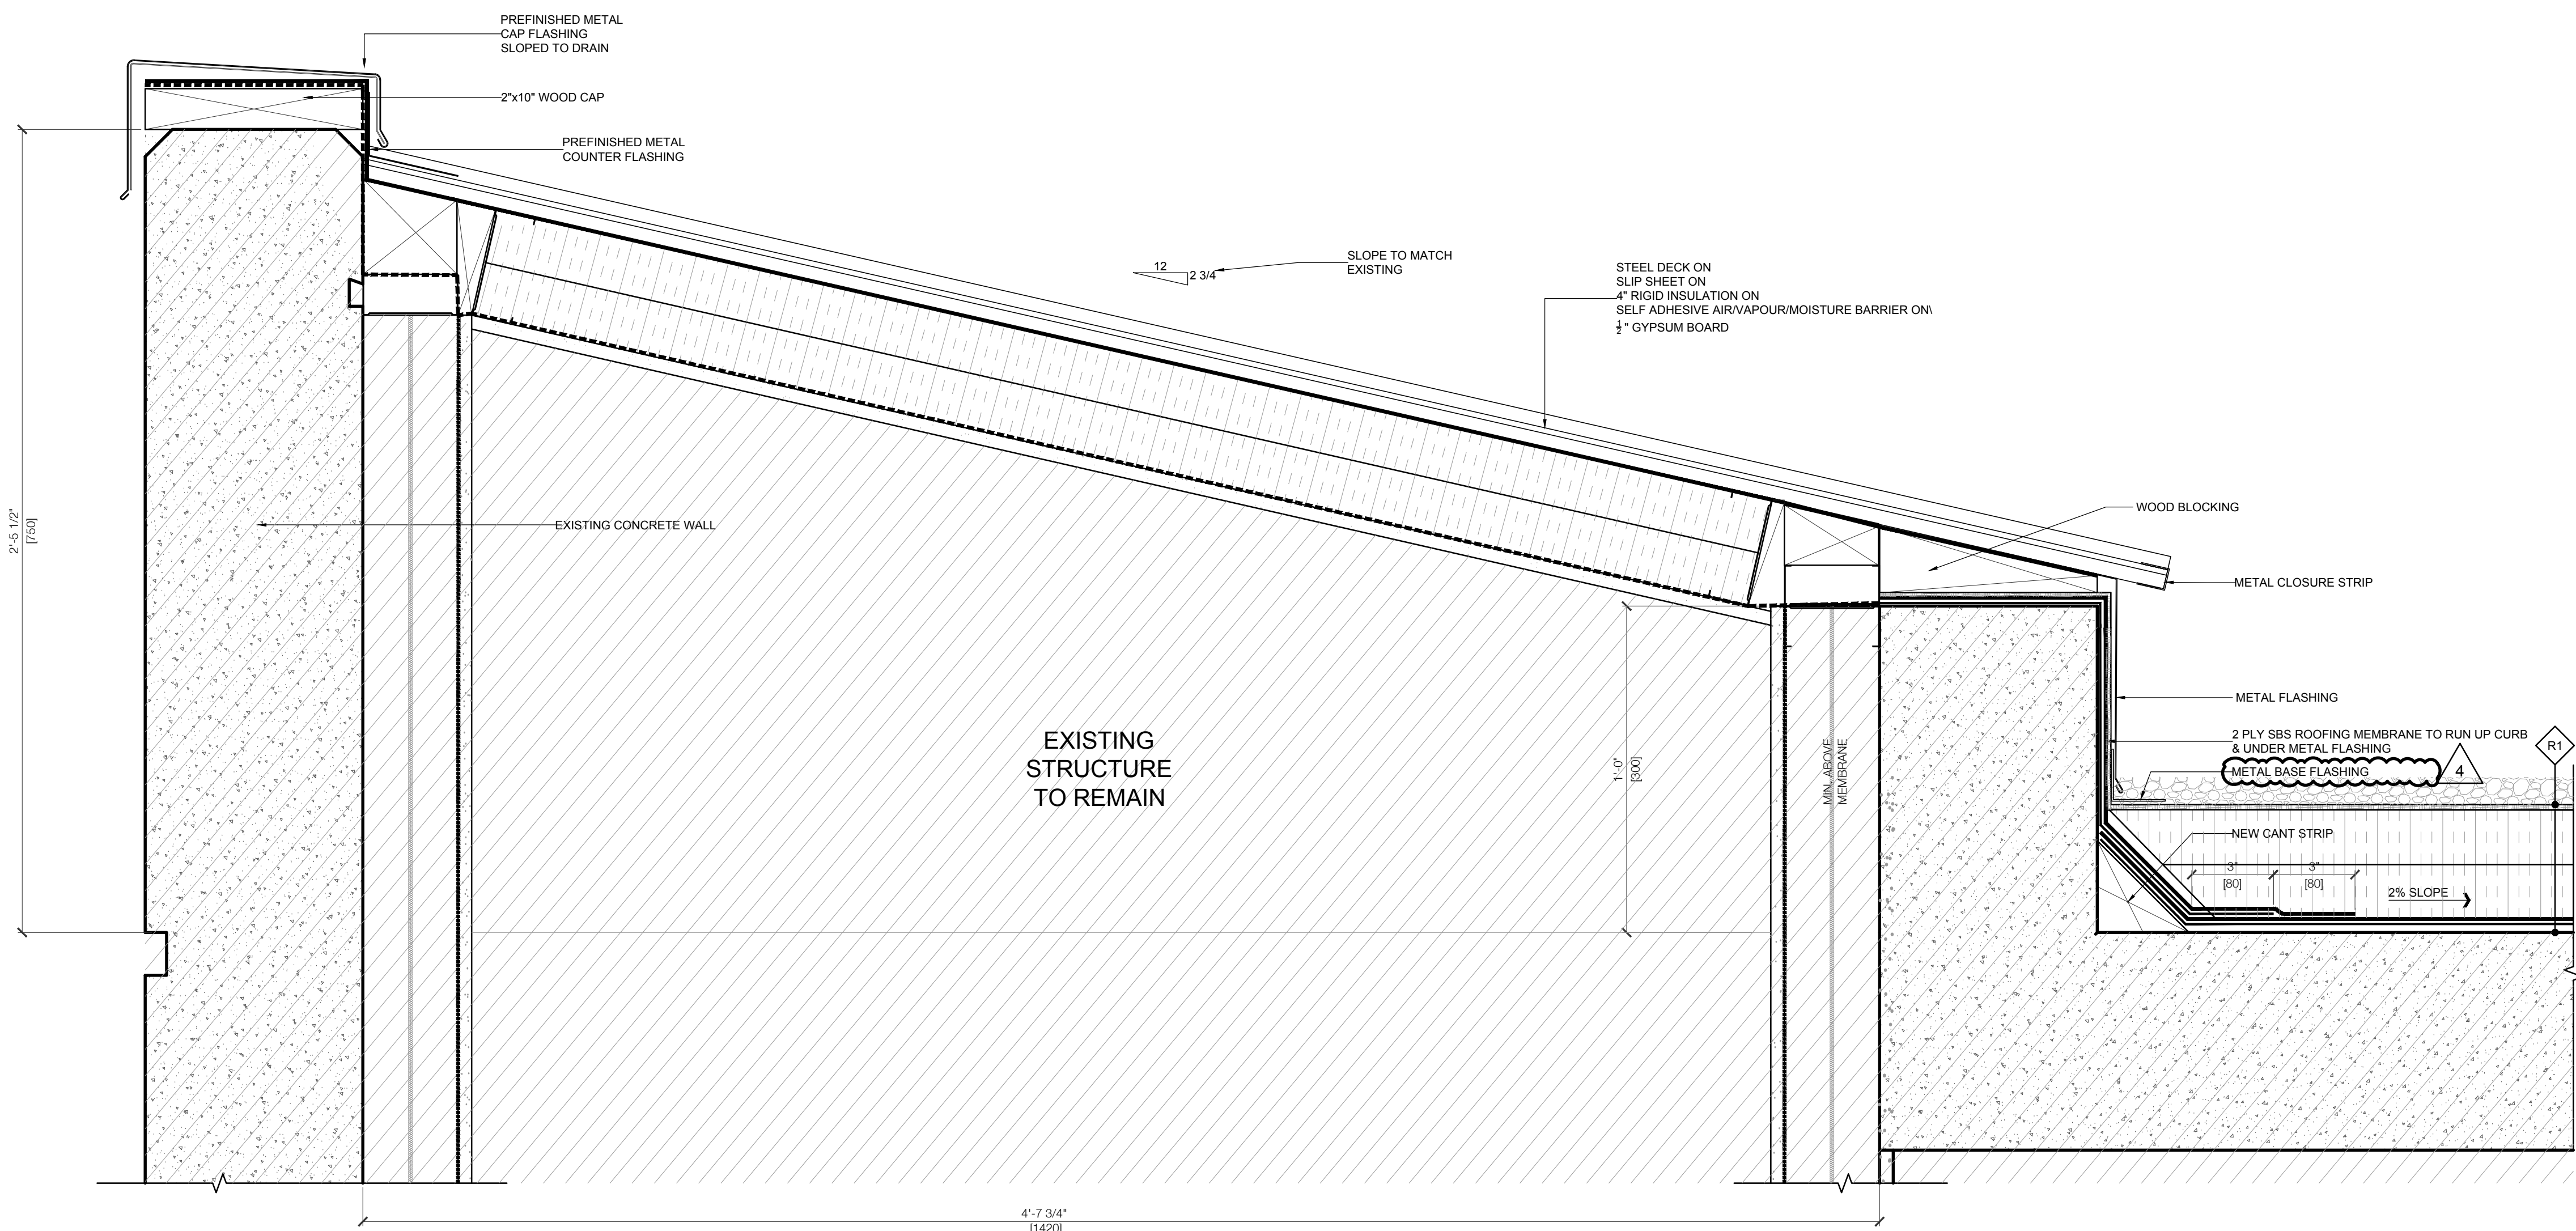 PREFINISHED METAL
CAP FLASHING
SLOPED TO DRAIN
2"x10" WOOD CAP
PREFINISHED METAL
COUNTER FLASHING
12
2 3/4
SLOPE TO MATCH
EXISTING
STEEL DECK ON
SLIP SHEET ON
4" RIGID INSULATION ON
SELF ADHESIVE AIR/VAPOUR/MOISTURE BARRIER ON\
½" GYPSUM BOARD
2'-5 1/2"
[750]
EXISTING CONCRETE WALL
WOOD BLOCKING
METAL CLOSURE STRIP
METAL FLASHING
2 PLY SBS ROOFING MEMBRANE TO RUN UP CURB
& UNDER METAL FLASHING
METAL BASE FLASHING
4
R1
EXISTING
STRUCTURE
TO REMAIN
1'-0"
[300]
MIN. ABOVE
MEMBRANE
NEW CANT STRIP
3"
[80]
3"
[80]
2% SLOPE
4'-7 3/4"
[1420]